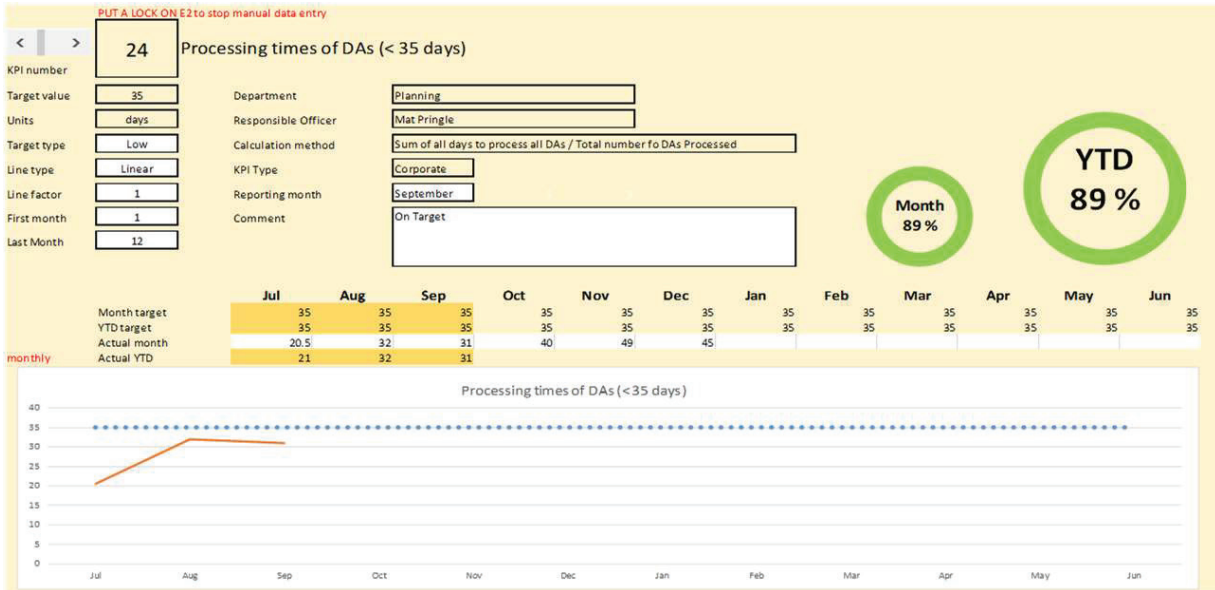 PUT A LOCK ON E2 to stop manual data entry
< >
24 Processing times of DAs (< 35 days)
KPI number
Target value 35 Department Planning
Units days Responsible Officer Mat Pringle
Target type Low Calculation method Sum of all days to process all DAs / Total number fo DAs Processed
Line type Linear KPI Type Corporate
Line factor 1 Reporting month September
First month 1 Comment On Target
Last Month 12
YTD
89 %
Month
89 %
Jul Aug Sep Oct Nov Dec Jan Feb Mar Apr May Jun
Month target 35 35 35 35 35 35 35 35 35 35 35 35
YTD target 35 35 35 35 35 35 35 35 35 35 35 35
Actual month 20.5 32 31 40 49 45
monthly Actual YTD 21 32 31
Processing times of DAs (<35 days)
40
35
30
25
20
15
10
5
0
Jul Aug Sep Oct Nov Dec Jan Feb Mar Apr May Jun